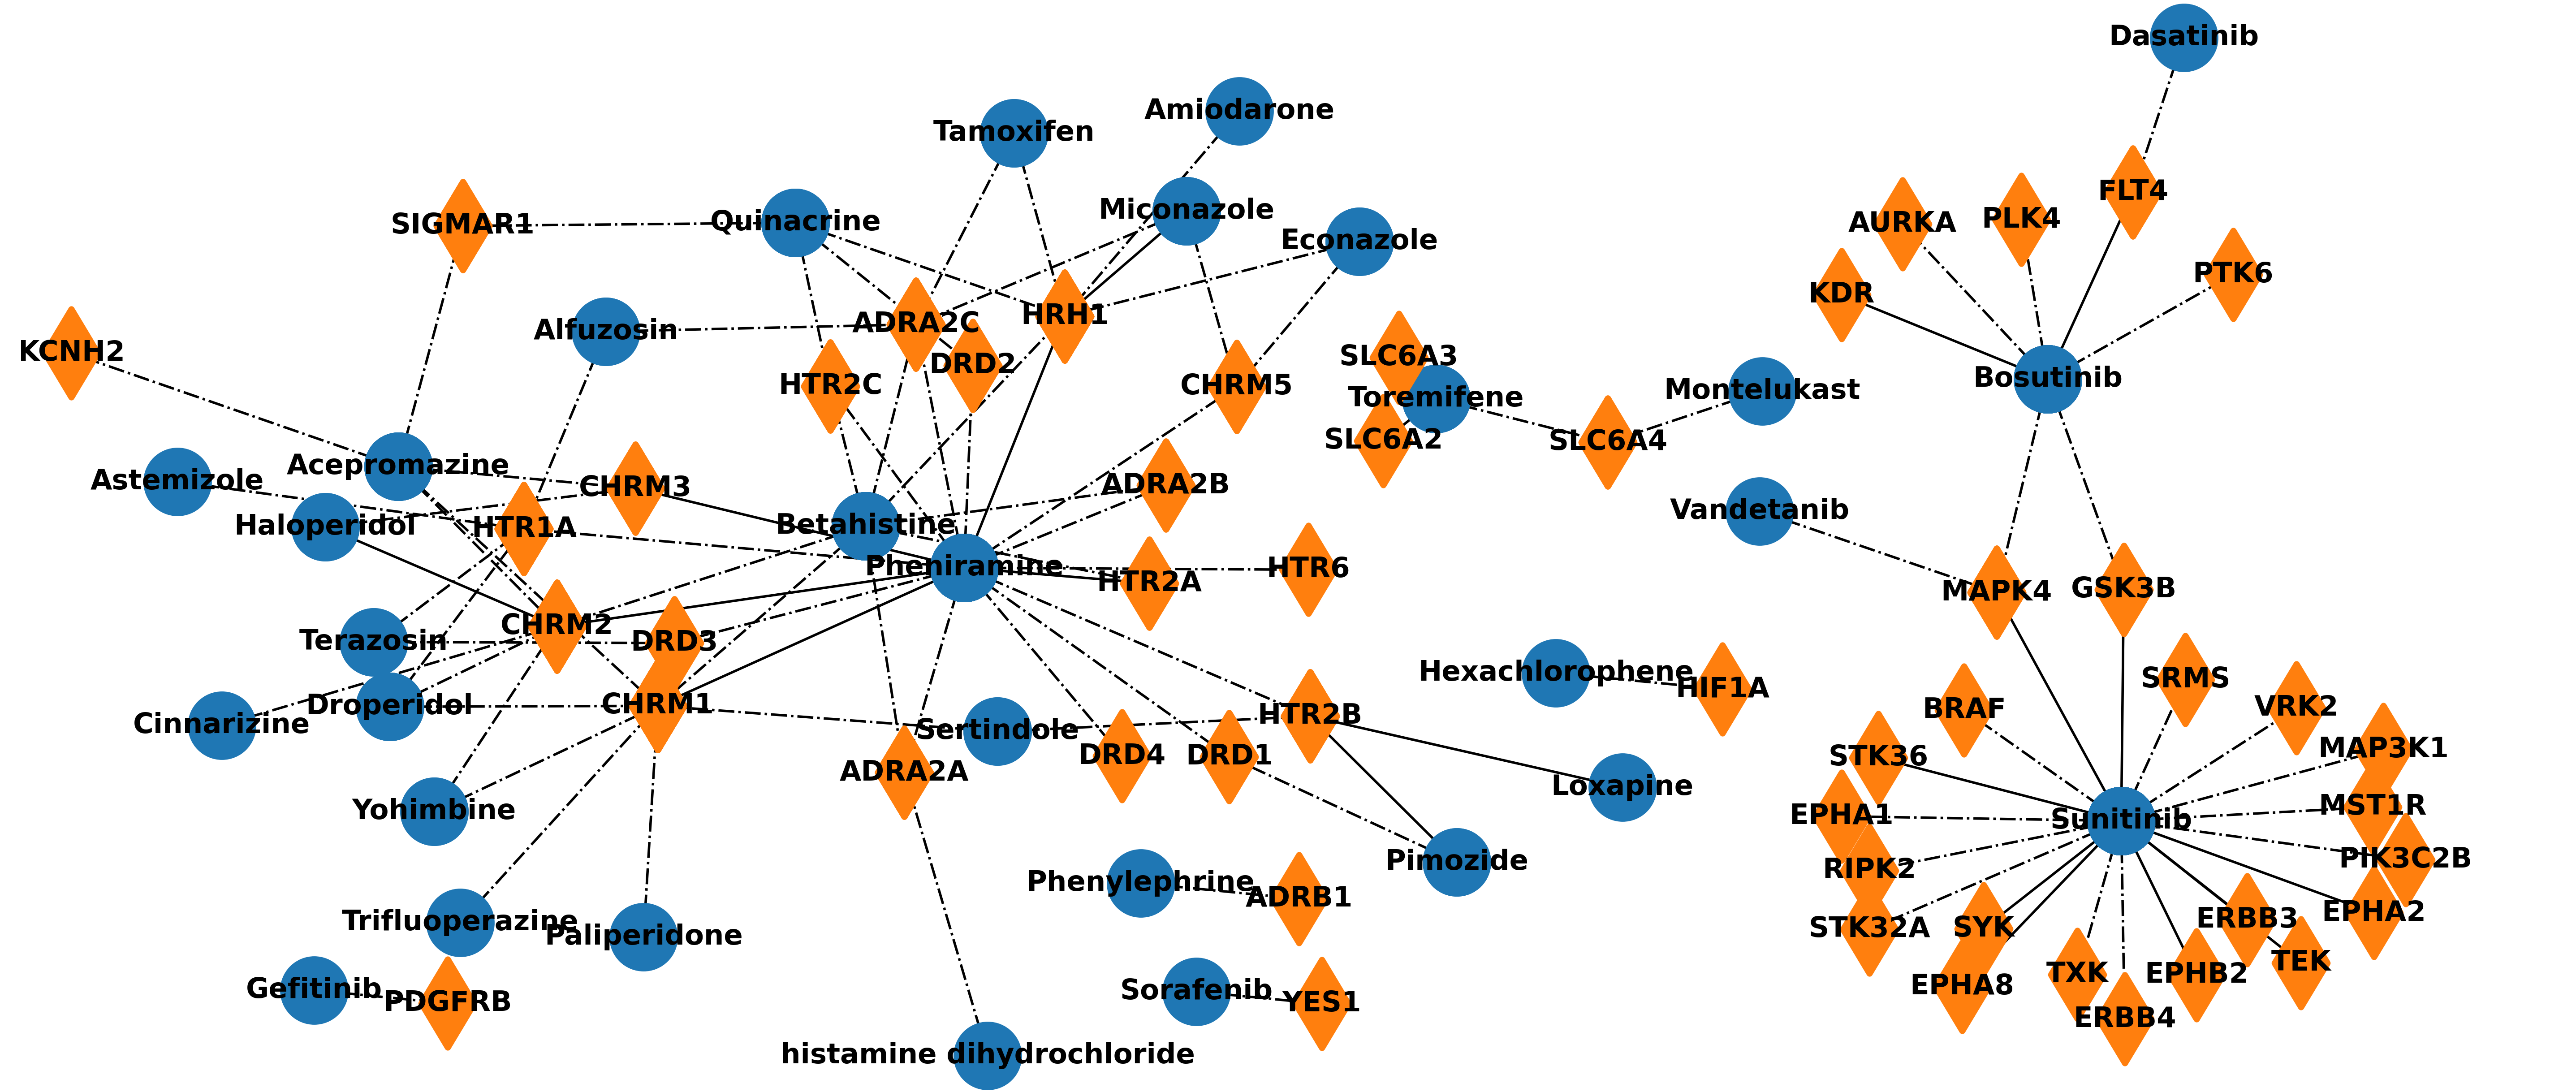 Dasatinib
Amiodarone
Tamoxifen
FLT4
Miconazole
PLK4
AURKA
Quinacrine
SIGMAR1
Econazole
PTK6
KDR
HRH1
ADRA2C
Alfuzosin
KCNH2
SLC6A3
DRD2
Bosutinib
HTR2C
CHRM5
Montelukast
Toremifene
SLC6A2
SLC6A4
Acepromazine
Astemizole
CHRM3
ADRA2B
Vandetanib
Betahistine
Haloperidol
HTR1A
Pheniramine
HTR6
HTR2A
GSK3B
MAPK4
CHRM2
Terazosin
DRD3
Hexachlorophene
SRMS
HIF1A
CHRM1
Droperidol
VRK2
BRAF
HTR2B
Cinnarizine
Sertindole
MAP3K1
DRD4
DRD1
STK36
ADRA2A
Loxapine
MST1R
Yohimbine
EPHA1
Sunitinib
PIK3C2B
Pimozide
RIPK2
Phenylephrine
ADRB1
EPHA2
ERBB3
Trifluoperazine
STK32A
SYK
Paliperidone
TEK
TXK
EPHB2
EPHA8
Gefitinib
Sorafenib
PDGFRB
YES1
ERBB4
histamine dihydrochloride